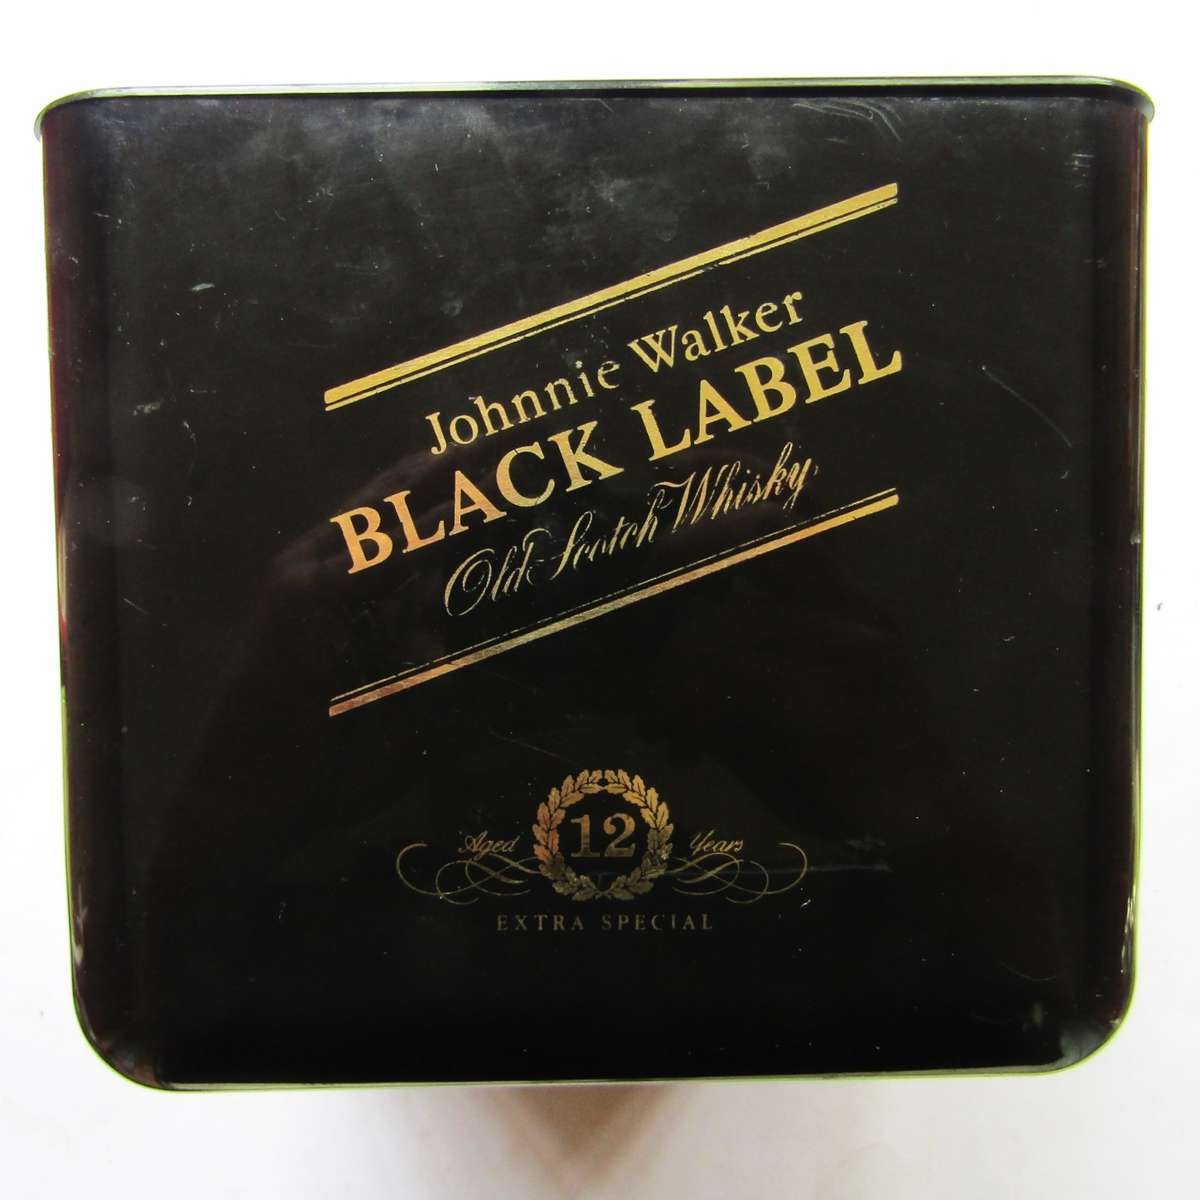 Johnnie Walker
BLACK LABEL
Old Scotch Whisky
Aged 12 Years
EXTRA SPECIAL